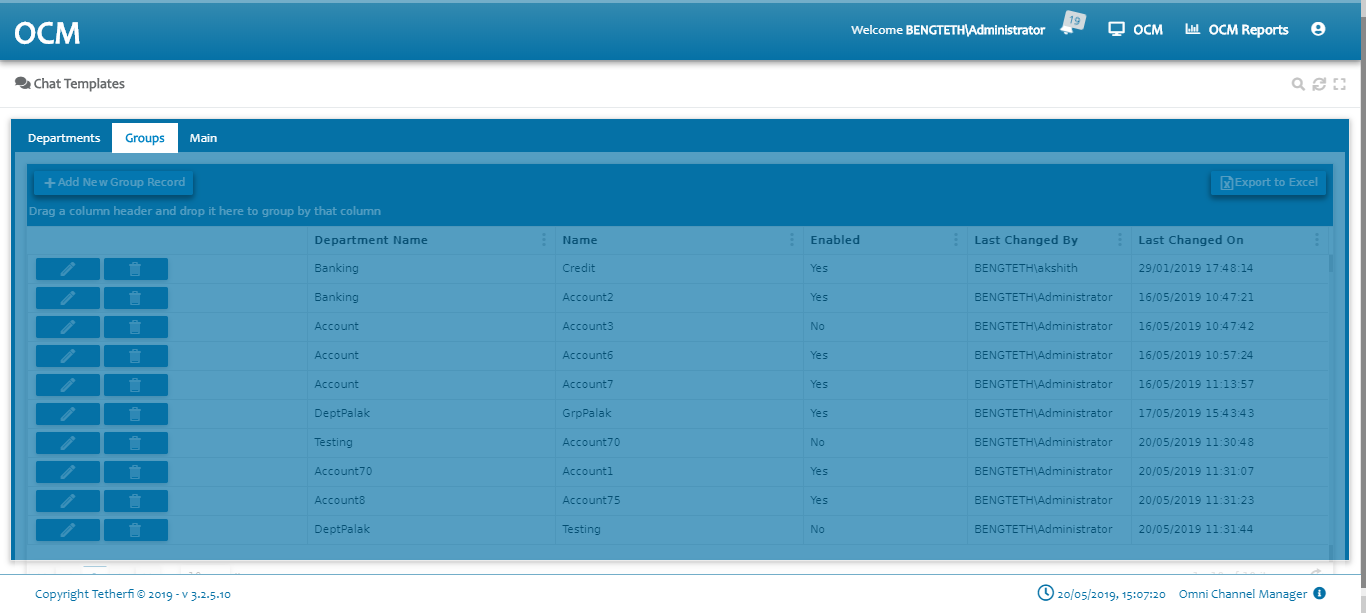 OCM
Welcome BENGTETH\Administrator 19 OCM OCM Reports
Chat Templates
Departments Groups Main
Add New Group Record Export to Excel
Drag a column header and drop it here to group by that column
Department Name Name Enabled Last Changed By Last Changed On
Banking Credit Yes BENGTETH\akshith 29/01/2019 17:48:14
Banking Account2 Yes BENGTETH\Administrator 16/05/2019 10:47:21
Account Account3 No BENGTETH\Administrator 16/05/2019 10:47:42
Account Account6 Yes BENGTETH\Administrator 16/05/2019 10:57:24
Account Account7 Yes BENGTETH\Administrator 16/05/2019 11:13:57
DeptPalak GrpPalak Yes BENGTETH\Administrator 17/05/2019 15:43:43
Testing Account70 No BENGTETH\Administrator 20/05/2019 11:30:48
Account70 Account1 Yes BENGTETH\Administrator 20/05/2019 11:31:07
Account8 Account75 Yes BENGTETH\Administrator 20/05/2019 11:31:23
DeptPalak Testing No BENGTETH\Administrator 20/05/2019 11:31:44
Copyright Tetherfi © 2019 - v 3.2.5.10 20/05/2019, 15:07:20 Omni Channel Manager